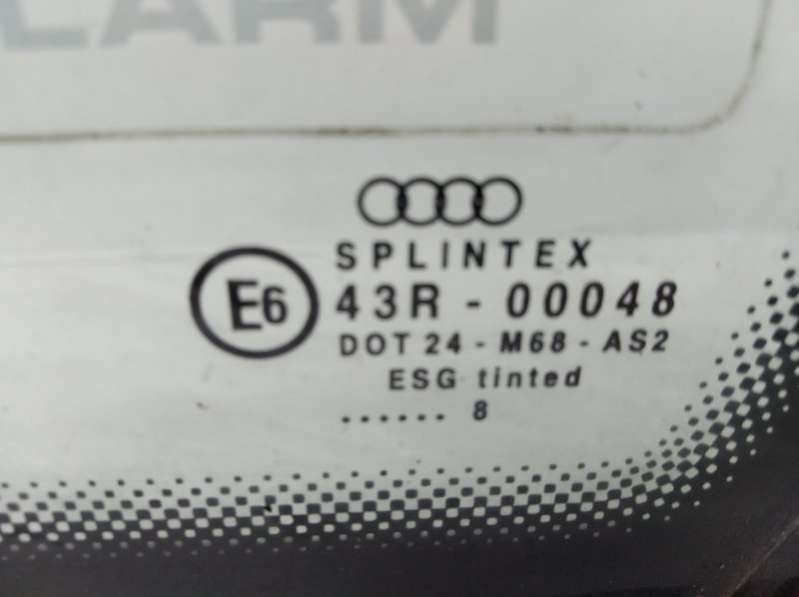 LARM
SPLINTEX
E6
43R - 00048
DOT 24 - M68 - AS2
ESG tinted
...... 8